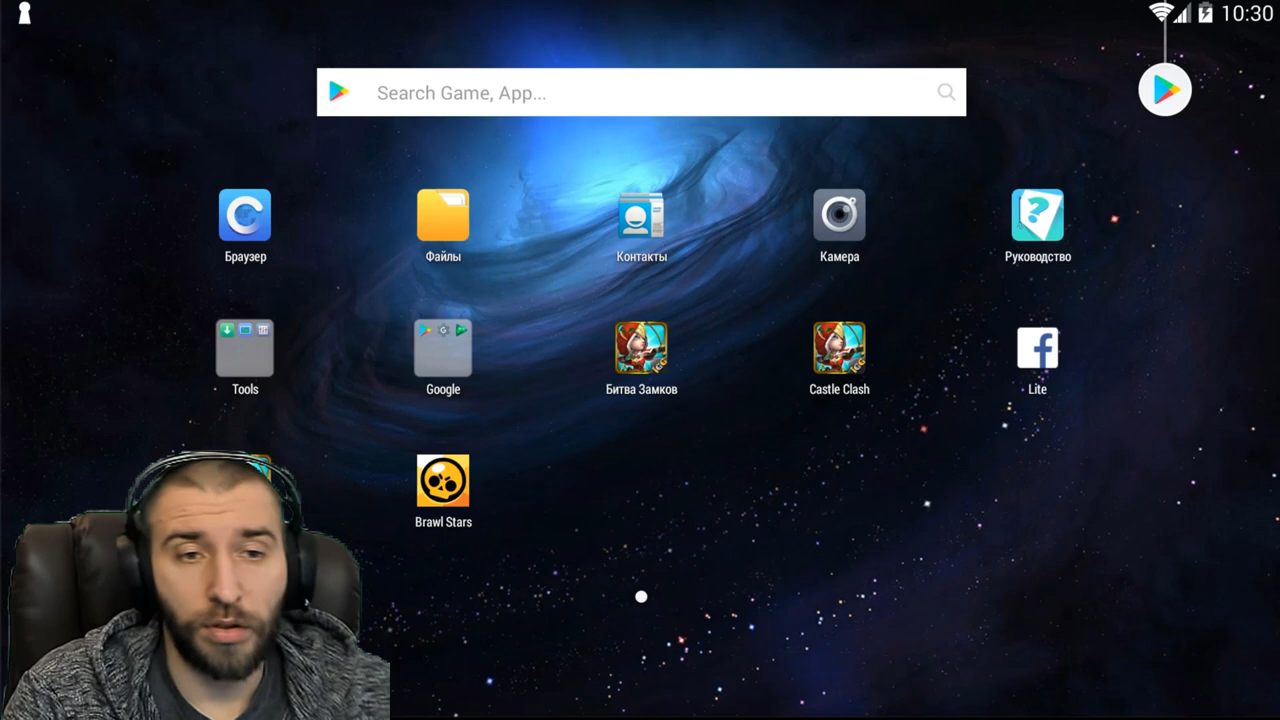 10:30
Search Game, App...
Браузер
Файлы
Контакты
Камера
Руководство
Tools
Google
Битва Замков
Castle Clash
Lite
Brawl Stars